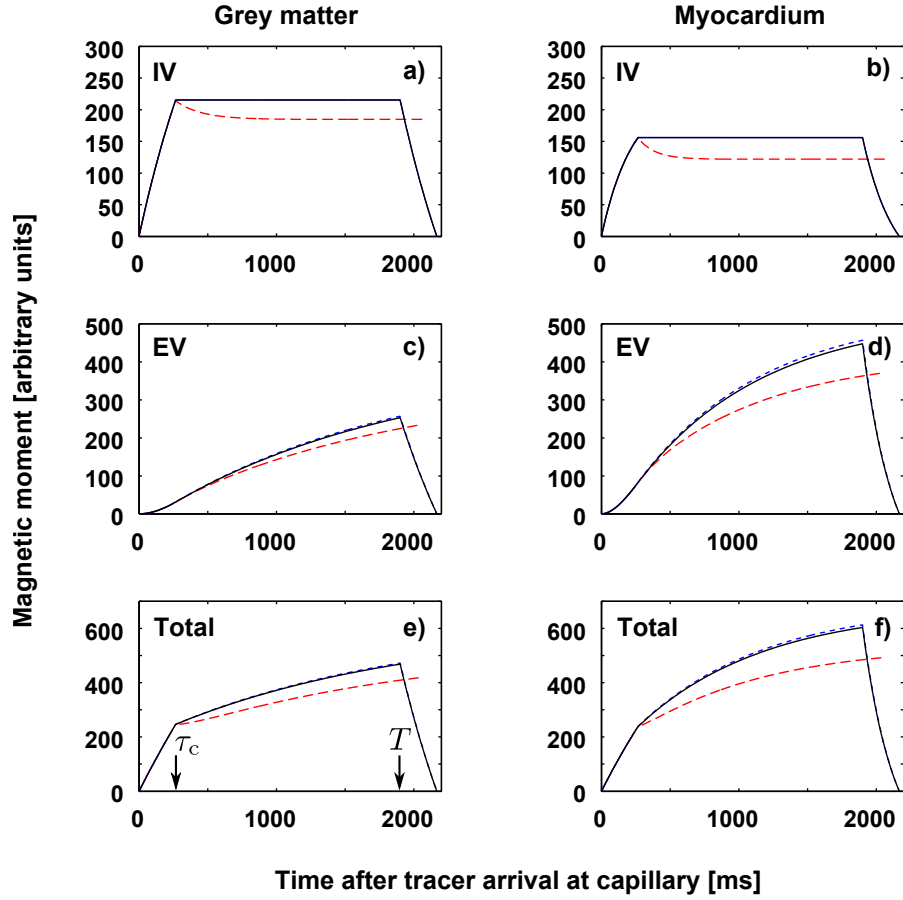 Grey matter
Myocardium
Magnetic moment [arbitrary units]
IV
a)
300
250
200
150
100
50
0
0
1000
2000
IV
b)
300
250
200
150
100
50
0
0
1000
2000
EV
c)
500
400
300
200
100
0
0
1000
2000
EV
d)
500
400
300
200
100
0
0
1000
2000
Total
e)
600
400
200
0
τc
T
0
1000
2000
Total
f)
600
400
200
0
0
1000
2000
Time after tracer arrival at capillary [ms]